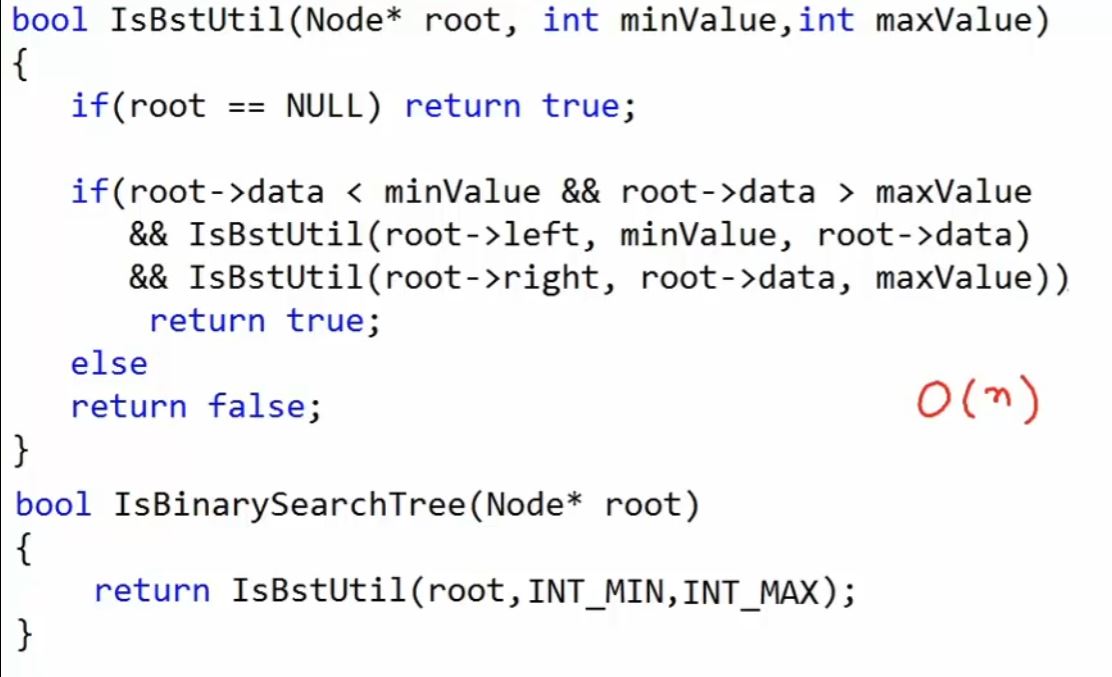 bool IsBstUtil(Node* root, int minValue,int maxValue)
{
if(root == NULL) return true;
if(root->data < minValue && root->data > maxValue
&& IsBstUtil(root->left, minValue, root->data)
&& IsBstUtil(root->right, root->data, maxValue))
return true;
else
return false;
O(n)
}
bool IsBinarySearchTree(Node* root)
{
return IsBstUtil(root,INT_MIN,INT_MAX);
}